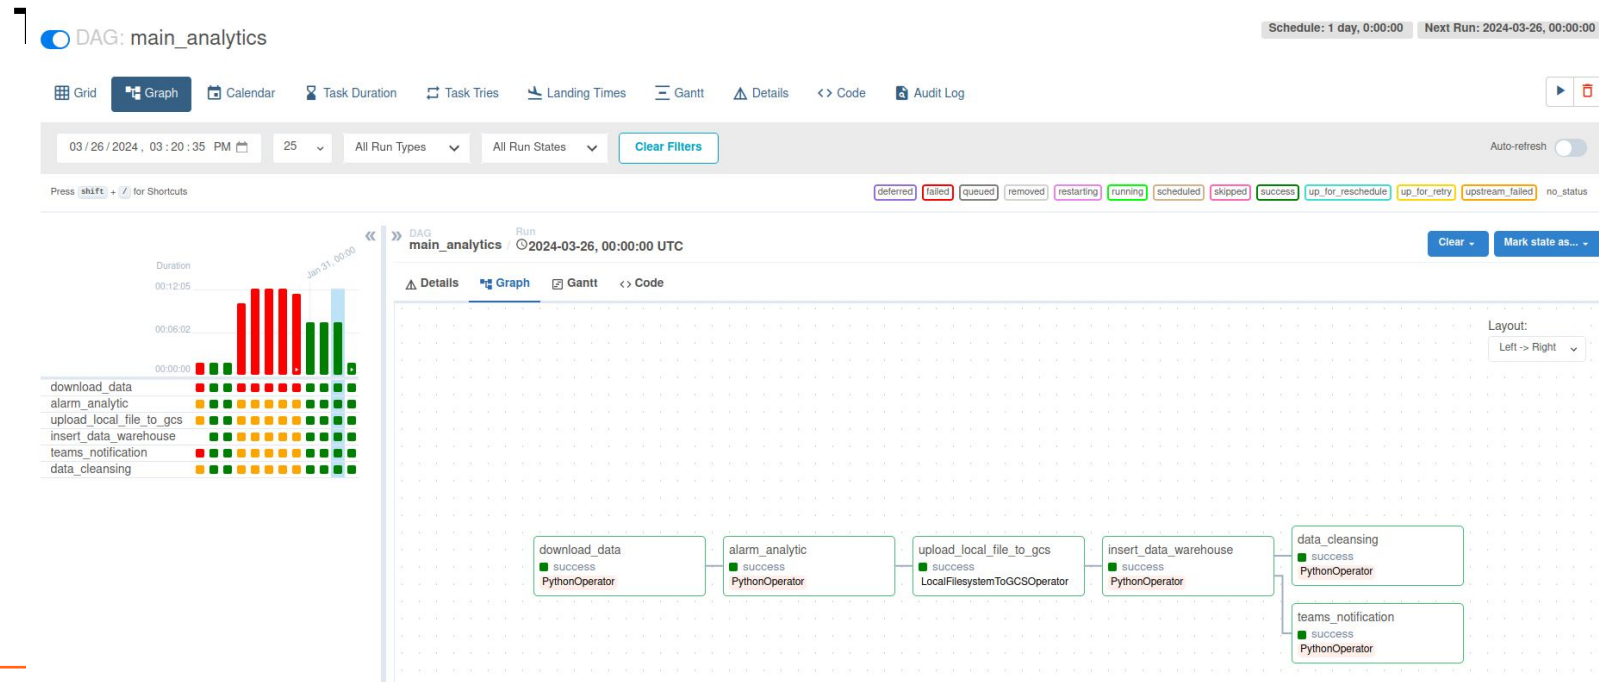 DAG: main_analytics
Schedule: 1 day, 0:00:00 Next Run: 2024-03-26, 00:00:00
Grid Graph Calendar Task Duration Task Tries Landing Times Gantt Details <> Code Audit Log
03/26/2024, 03:20:35 PM 25 All Run Types All Run States Clear Filters Auto-refresh
Press shift + / for Shortcuts
deferred failed queued removed restarting running scheduled skipped success up_for_reschedule up_for_retry upstream_failed no_status
« » DAG Run
main_analytics / 2024-03-26, 00:00:00 UTC
Clear Mark state as...
Details Graph Gantt <> Code
Duration
Jan 31, 00:00
00:12:05
00:06:02
00:00:00
download_data
alarm_analytic
upload_local_file_to_gcs
insert_data_warehouse
teams_notification
data_cleansing
Layout:
Left -> Right
download_data
success
PythonOperator
alarm_analytic
success
PythonOperator
upload_local_file_to_gcs
success
LocalFilesystemToGCSOperator
insert_data_warehouse
success
PythonOperator
data_cleansing
success
PythonOperator
teams_notification
success
PythonOperator